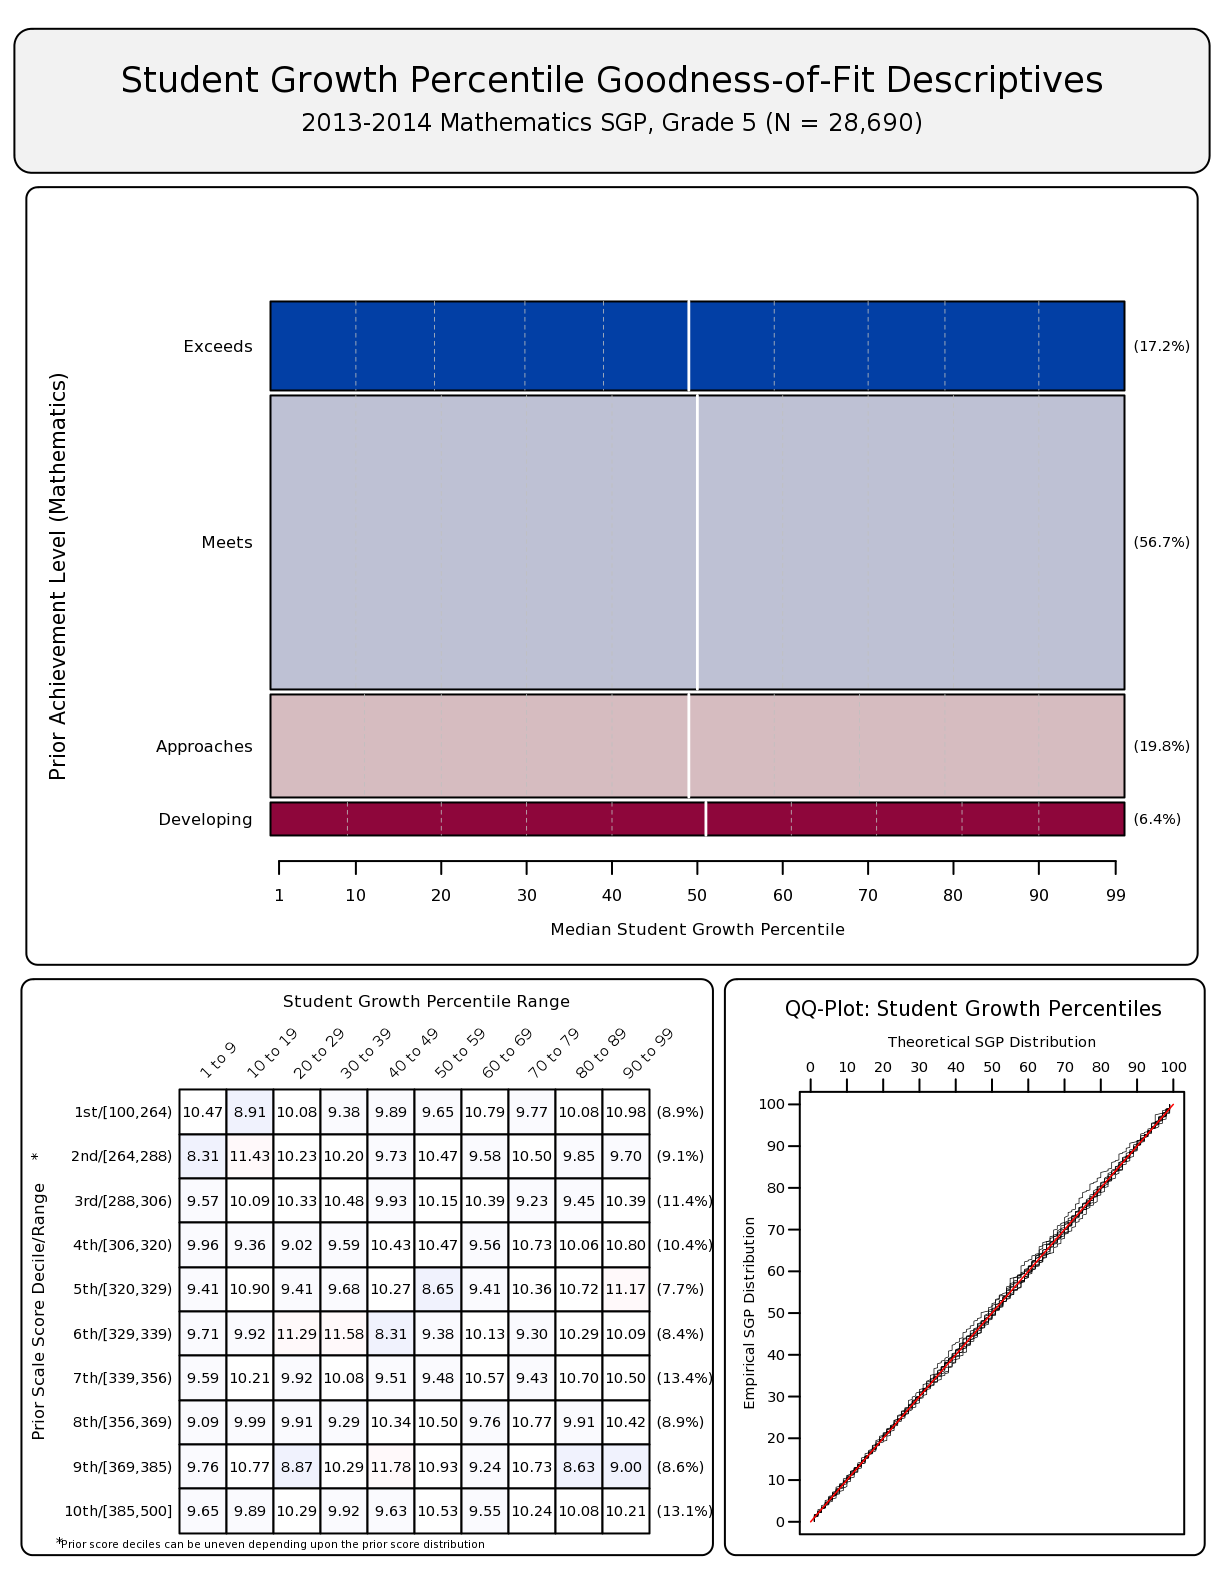 Student Growth Percentile Goodness-of-Fit Descriptives
2013-2014 Mathematics SGP, Grade 5 (N = 28,690)
Prior Achievement Level (Mathematics)
Exceeds (17.2%)
Meets (56.7%)
Approaches (19.8%)
Developing (6.4%)
1 10 20 30 40 50 60 70 80 90 99
Median Student Growth Percentile
Student Growth Percentile Range
1 to 9 10 to 19 20 to 29 30 to 39 40 to 49 50 to 59 60 to 69 70 to 79 80 to 89 90 to 99
Prior Scale Score Decile/Range *
1st/[100,264) 10.47 8.91 10.08 9.38 9.89 9.65 10.79 9.77 10.08 10.98 (8.9%)
2nd/[264,288) 8.31 11.43 10.23 10.20 9.73 10.47 9.58 10.50 9.85 9.70 (9.1%)
3rd/[288,306) 9.57 10.09 10.33 10.48 9.93 10.15 10.39 9.23 9.45 10.39 (11.4%)
4th/[306,320) 9.96 9.36 9.02 9.59 10.43 10.47 9.56 10.73 10.06 10.80 (10.4%)
5th/[320,329) 9.41 10.90 9.41 9.68 10.27 8.65 9.41 10.36 10.72 11.17 (7.7%)
6th/[329,339) 9.71 9.92 11.29 11.58 8.31 9.38 10.13 9.30 10.29 10.09 (8.4%)
7th/[339,356) 9.59 10.21 9.92 10.08 9.51 9.48 10.57 9.43 10.70 10.50 (13.4%)
8th/[356,369) 9.09 9.99 9.91 9.29 10.34 10.50 9.76 10.77 9.91 10.42 (8.9%)
9th/[369,385) 9.76 10.77 8.87 10.29 11.78 10.93 9.24 10.73 8.63 9.00 (8.6%)
10th/[385,500] 9.65 9.89 10.29 9.92 9.63 10.53 9.55 10.24 10.08 10.21 (13.1%)
*Prior score deciles can be uneven depending upon the prior score distribution
QQ-Plot: Student Growth Percentiles
Theoretical SGP Distribution
0 10 20 30 40 50 60 70 80 90 100
Empirical SGP Distribution
100
90
80
70
60
50
40
30
20
10
0